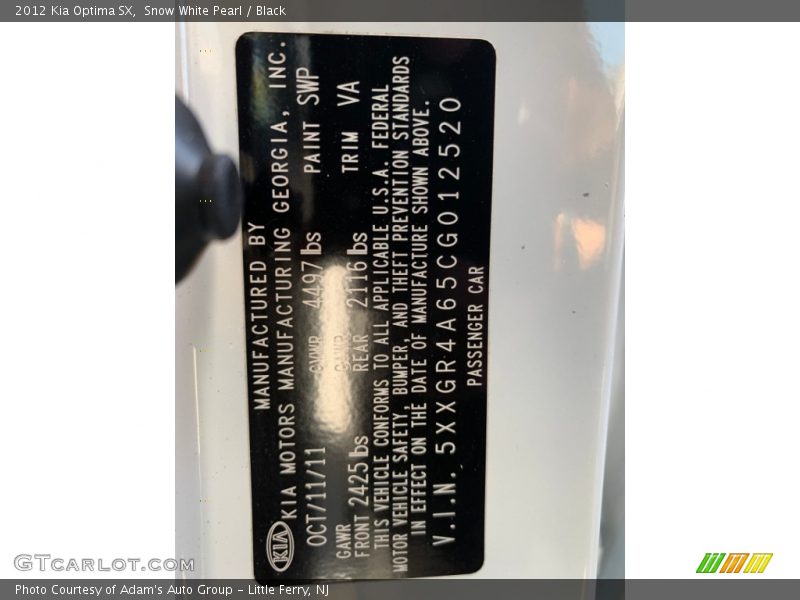 2012 Kia Optima SX,  Snow White Pearl / Black
MANUFACTURED BY
KIA MOTORS MANUFACTURING GEORGIA, INC.
OCT/11/11 GVWR 4497 lbs PAINT SWP
GAWR GAWR
FRONT 2425 lbs REAR 2116 lbs TRIM VA
THIS VEHICLE CONFORMS TO ALL APPLICABLE U.S.A. FEDERAL
MOTOR VEHICLE SAFETY, BUMPER, AND THEFT PREVENTION STANDARDS
IN EFFECT ON THE DATE OF MANUFACTURE SHOWN ABOVE.
V.I.N. 5XXGR4A65CG012520
PASSENGER CAR
KIA
GTCarLot.com
Photo Courtesy of Adam's Auto Group – Little Ferry, NJ